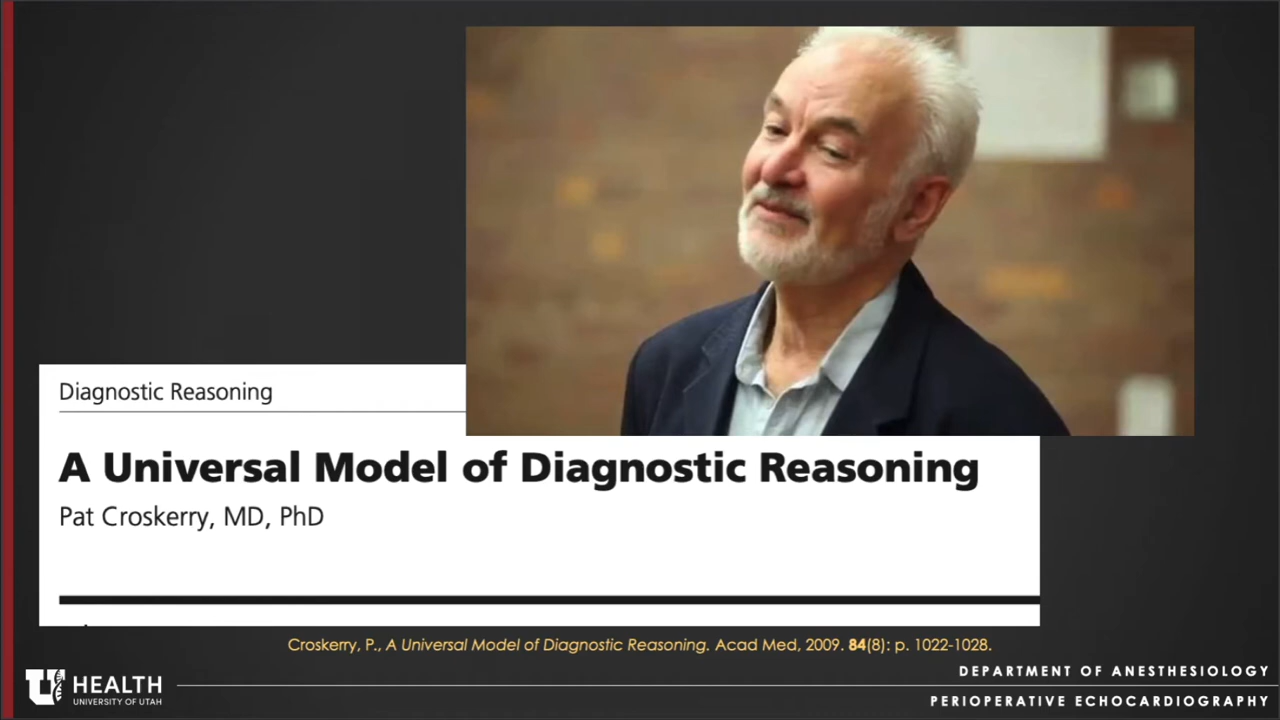 Diagnostic Reasoning
A Universal Model of Diagnostic Reasoning
Pat Croskerry, MD, PhD
Croskerry, P., A Universal Model of Diagnostic Reasoning. Acad Med, 2009. 84(8): p. 1022-1028.
DEPARTMENT OF ANESTHESIOLOGY
U HEALTH
UNIVERSITY OF UTAH
PERIOPERATIVE ECHOCARDIOGRAPHY